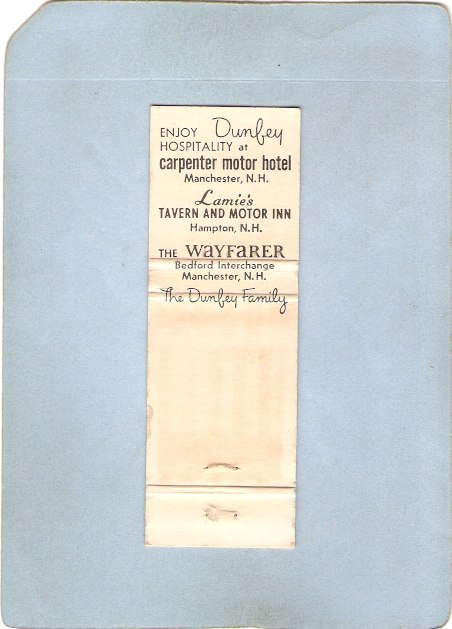 ENJOY Dunfey
HOSPITALITY at
carpenter motor hotel
Manchester, N.H.
Lamie's
TAVERN AND MOTOR INN
Hampton, N.H.
THE WAYFARER
Bedford Interchange
Manchester, N.H.
The Dunfey Family